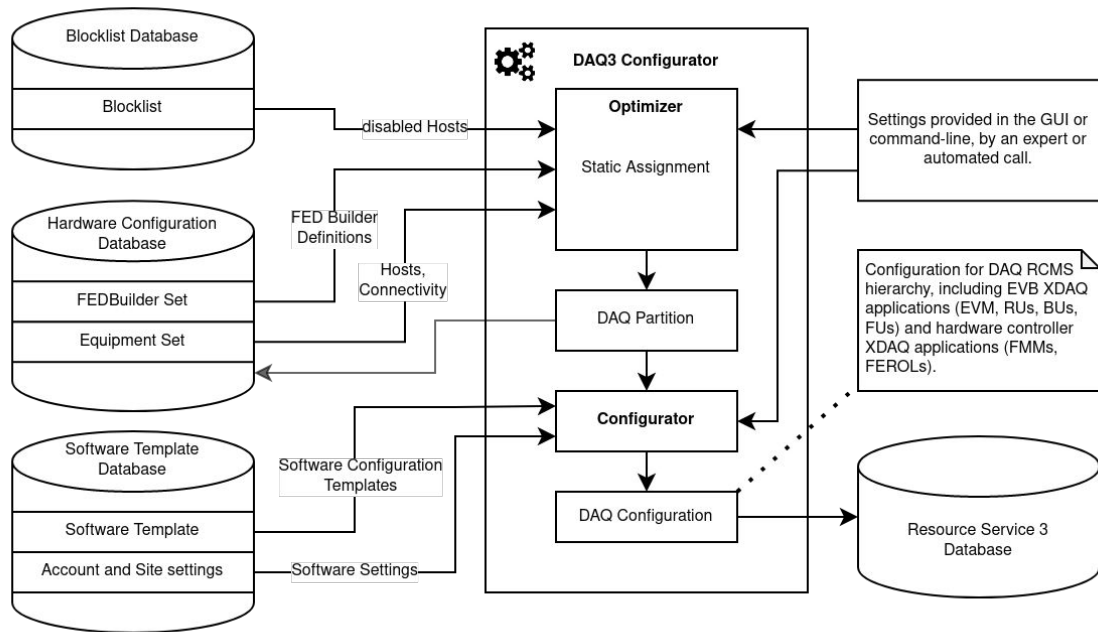 Blocklist Database
Blocklist
disabled Hosts
Hardware Configuration
Database
FEDBuilder Set
Equipment Set
FED Builder
Definitions
Hosts,
Connectivity
Software Template
Database
Software Template
Account and Site settings
Software Configuration
Templates
Software Settings
DAQ3 Configurator
Optimizer
Static Assignment
DAQ Partition
Configurator
DAQ Configuration
Settings provided in the GUI or
command-line, by an expert or
automated call.
Configuration for DAQ RCMS
hierarchy, including EVB XDAQ
applications (EVM, RUs, BUs,
FUs) and hardware controller
XDAQ applications (FMMs,
FEROLs).
Resource Service 3
Database